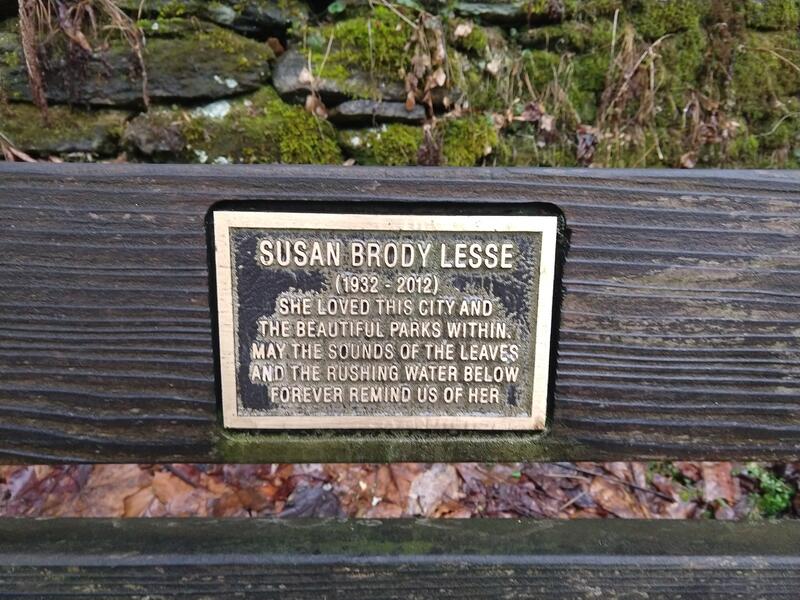 SUSAN BRODY LESSE
(1932 - 2012)
SHE LOVED THIS CITY AND
THE BEAUTIFUL PARKS WITHIN.
MAY THE SOUNDS OF THE LEAVES
AND THE RUSHING WATER BELOW
FOREVER REMIND US OF HER